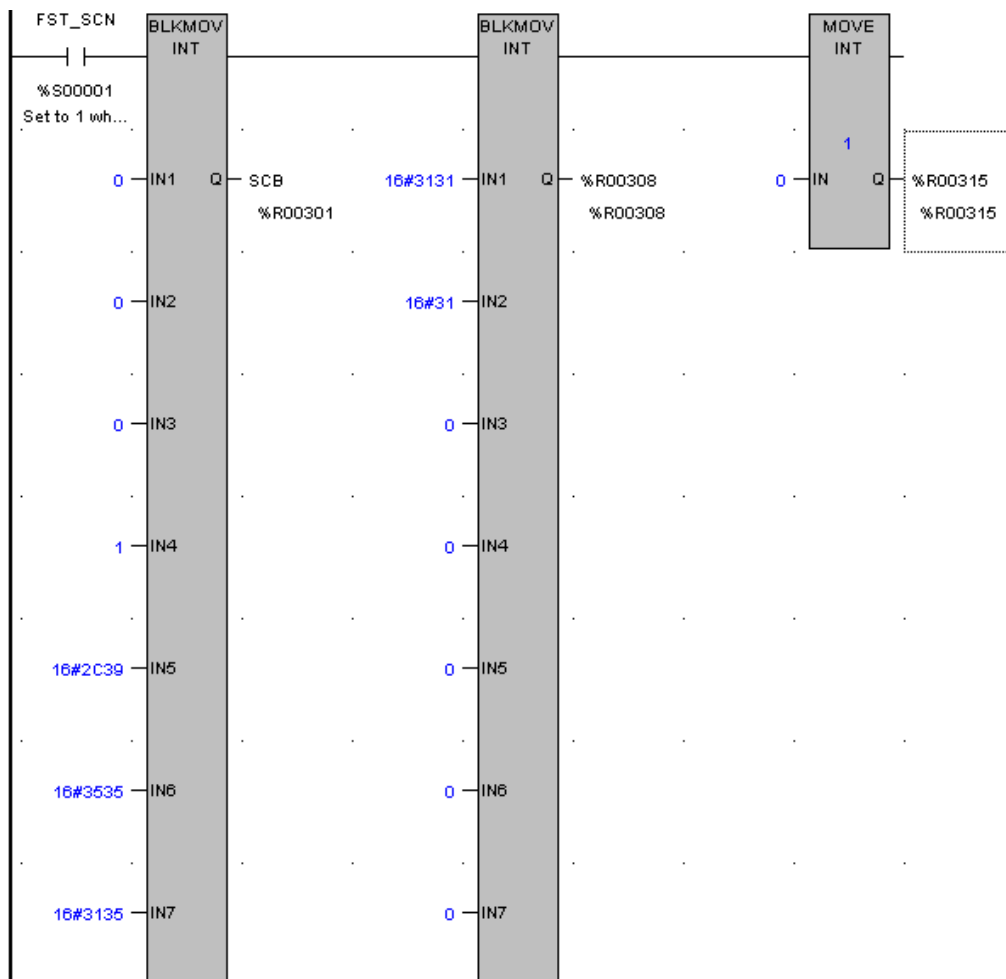 FST_SCN BLKMOV BLKMOV MOVE
INT INT INT
%S00001
Set to 1 wh...
1
0 IN1 Q SCB 16#3131 IN1 Q %R00308 0 IN Q %R00315
%R00301 %R00308 %R00315
0 IN2 16#31 IN2
0 IN3 0 IN3
1 IN4 0 IN4
16#2C39 IN5 0 IN5
16#3535 IN6 0 IN6
16#3135 IN7 0 IN7